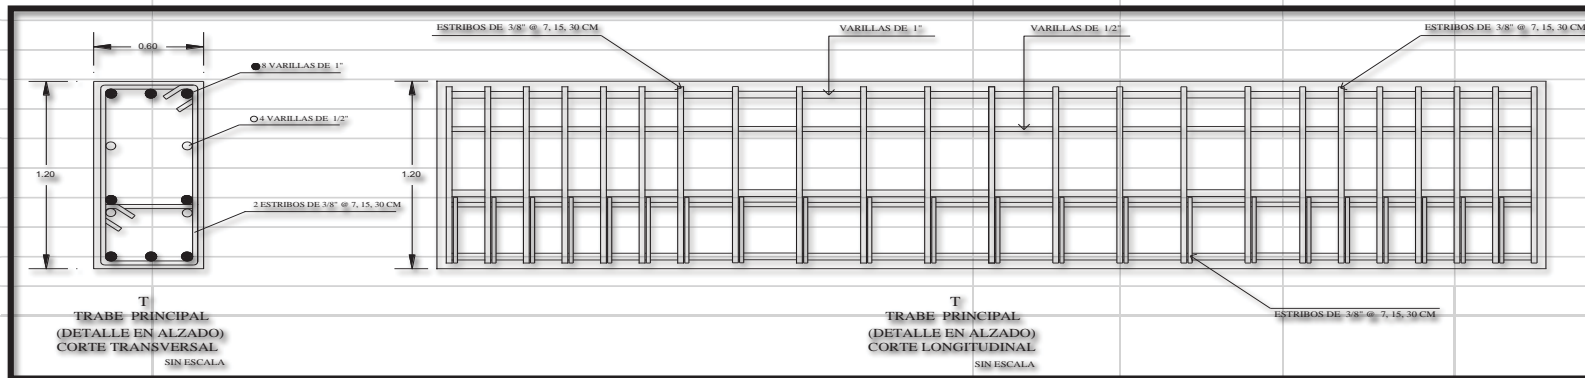 0.60
8 VARILLAS DE 1"
4 VARILLAS DE 1/2"
1.20
2 ESTRIBOS DE 3/8" @ 7, 15, 30 CM
T
TRABE PRINCIPAL
(DETALLE EN ALZADO)
CORTE TRANSVERSAL
SIN ESCALA
ESTRIBOS DE 3/8" @ 7, 15, 30 CM
VARILLAS DE 1"
VARILLAS DE 1/2"
ESTRIBOS DE 3/8" @ 7, 15, 30 CM
1.20
ESTRIBOS DE 3/8" @ 7, 15, 30 CM
T
TRABE PRINCIPAL
(DETALLE EN ALZADO)
CORTE LONGITUDINAL
SIN ESCALA